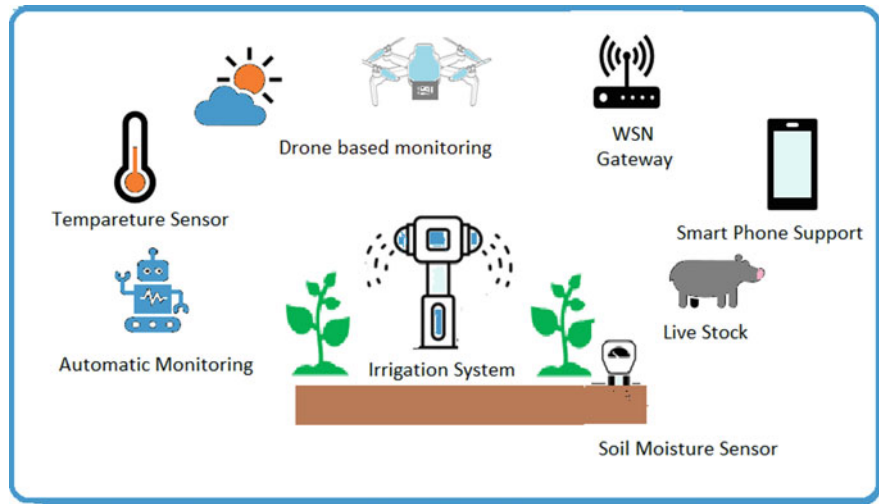 Drone based monitoring
WSN
Gateway
Tempareture Sensor
Smart Phone Support
Automatic Monitoring
Irrigation System
Live Stock
Soil Moisture Sensor